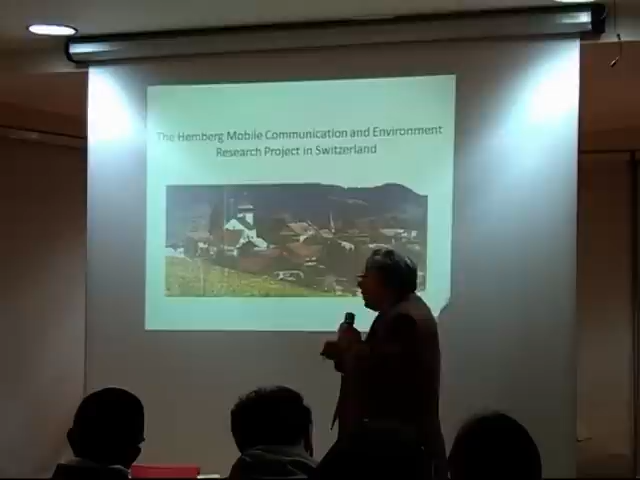 The Hemberg Mobile Communication and Environment
Research Project in Switzerland